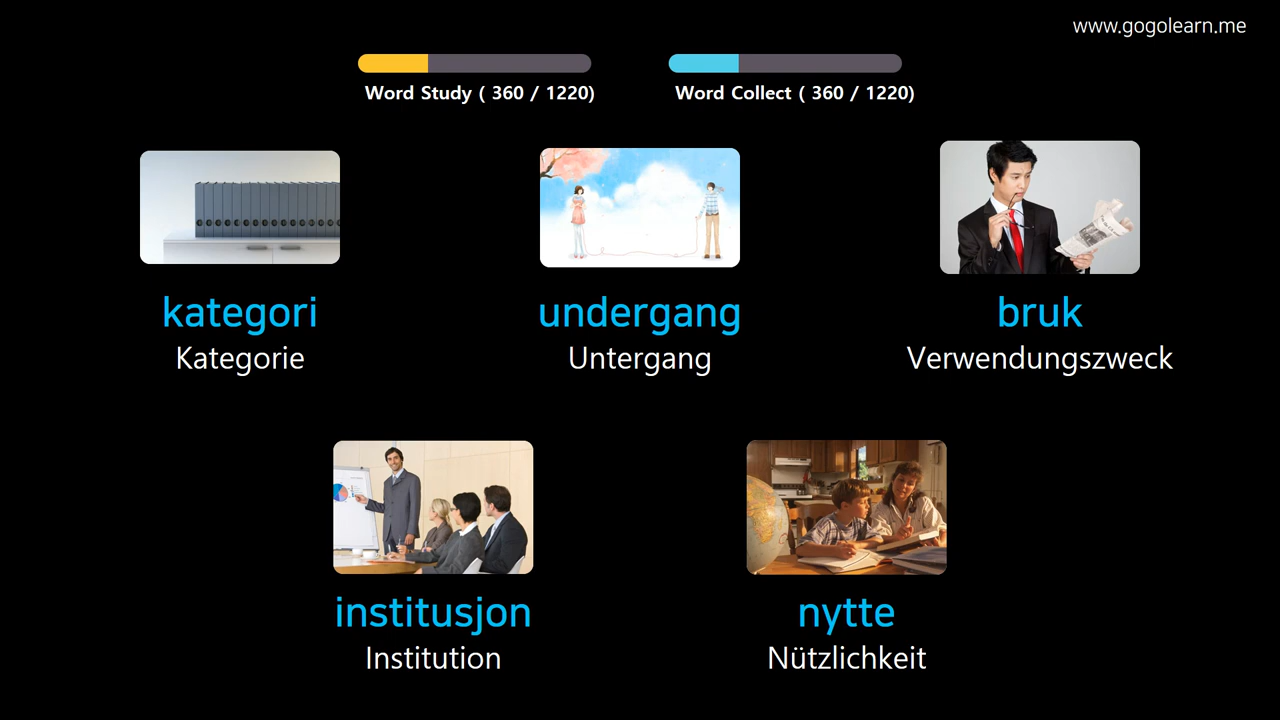 www.gogolearn.me
Word Study ( 360 / 1220)
Word Collect ( 360 / 1220)
kategori
Kategorie
undergang
Untergang
bruk
Verwendungszweck
institusjon
Institution
nytte
Nützlichkeit